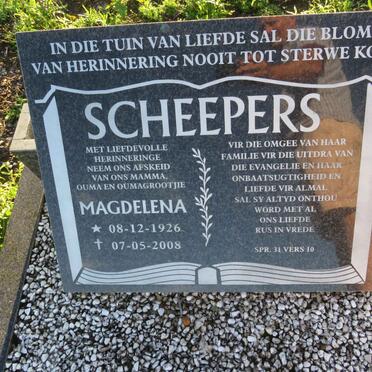 IN DIE TUIN VAN LIEFDE SAL DIE BLOM
VAN HERINNERING NOOIT TOT STERWE KO
SCHEEPERS
MET LIEFDEVOLLE
HERINNERINGE
NEEM ONS AFSKEID
VAN ONS MAMMA,
OUMA EN OUMAGROOTJIE
MAGDELENA
★ 08-12-1926
✝ 07-05-2008
VIR DIE OMGEE VAN HAAR
FAMILIE VIR DIE UITDRA VAN
DIE EVANGELIE EN HAAR
ONBAATSUGTIGHEID EN
LIEFDE VIR ALMAL
SAL SY ALTYD ONTHOU
WORD MET AL
ONS LIEFDE
RUS IN VREDE
SPR. 31 VERS 10